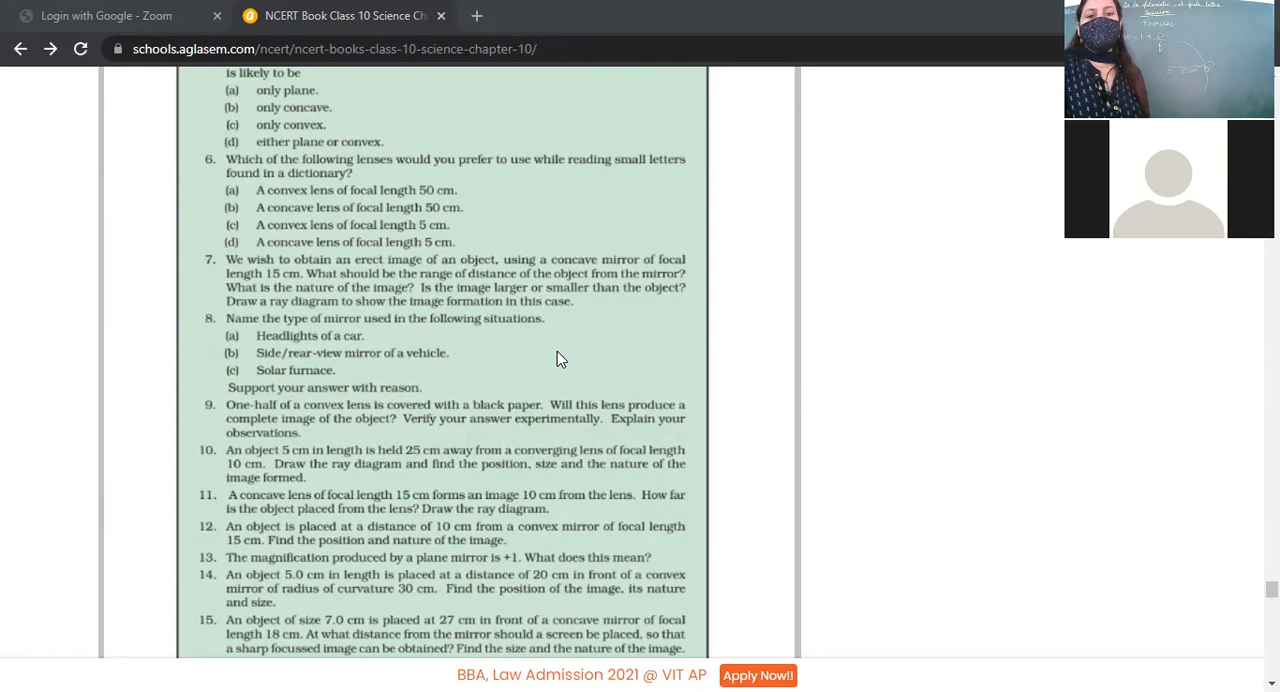 Login with Google - Zoom
NCERT Book Class 10 Science Ch
schools.aglasem.com/ncert/ncert-books-class-10-science-chapter-10/
is likely to be
(a) only plane.
(b) only concave.
(c) only convex.
(d) either plane or convex.
6. Which of the following lenses would you prefer to use while reading small letters
found in a dictionary?
(a) A convex lens of focal length 50 cm.
(b) A concave lens of focal length 50 cm.
(c) A convex lens of focal length 5 cm.
(d) A concave lens of focal length 5 cm.
7. We wish to obtain an erect image of an object, using a concave mirror of focal
length 15 cm. What should be the range of distance of the object from the mirror?
What is the nature of the image? Is the image larger or smaller than the object?
Draw a ray diagram to show the image formation in this case.
8. Name the type of mirror used in the following situations.
(a) Headlights of a car.
(b) Side/rear-view mirror of a vehicle.
(c) Solar furnace.
Support your answer with reason.
9. One-half of a convex lens is covered with a black paper. Will this lens produce a
complete image of the object? Verify your answer experimentally. Explain your
observations.
10. An object 5 cm in length is held 25 cm away from a converging lens of focal length
10 cm. Draw the ray diagram and find the position, size and the nature of the
image formed.
11. A concave lens of focal length 15 cm forms an image 10 cm from the lens. How far
is the object placed from the lens? Draw the ray diagram.
12. An object is placed at a distance of 10 cm from a convex mirror of focal length
15 cm. Find the position and nature of the image.
13. The magnification produced by a plane mirror is +1. What does this mean?
14. An object 5.0 cm in length is placed at a distance of 20 cm in front of a convex
mirror of radius of curvature 30 cm. Find the position of the image, its nature
and size.
15. An object of size 7.0 cm is placed at 27 cm in front of a concave mirror of focal
length 18 cm. At what distance from the mirror should a screen be placed, so that
a sharp focussed image can be obtained? Find the size and the nature of the image.
BBA, Law Admission 2021 @ VIT AP
Apply Now!!